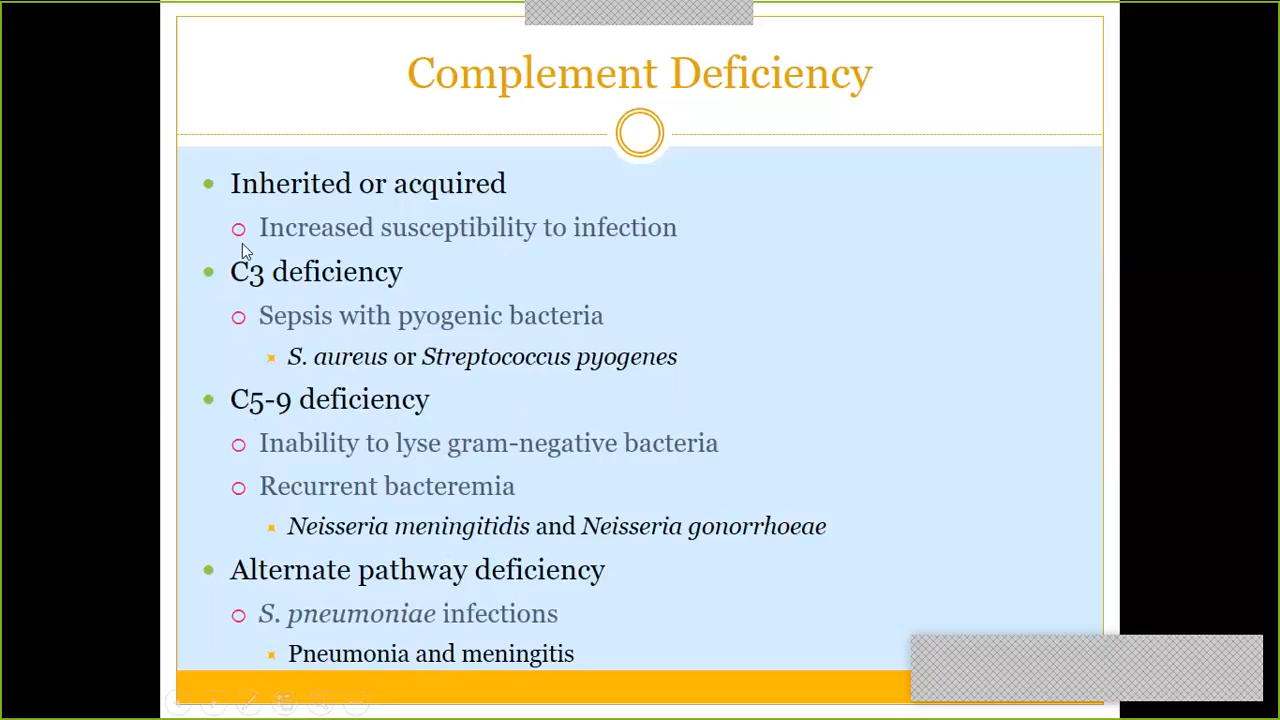 Complement Deficiency
Inherited or acquired
Increased susceptibility to infection
C3 deficiency
Sepsis with pyogenic bacteria
S. aureus or Streptococcus pyogenes
C5-9 deficiency
Inability to lyse gram-negative bacteria
Recurrent bacteremia
Neisseria meningitidis and Neisseria gonorrhoeae
Alternate pathway deficiency
S. pneumoniae infections
Pneumonia and meningitis